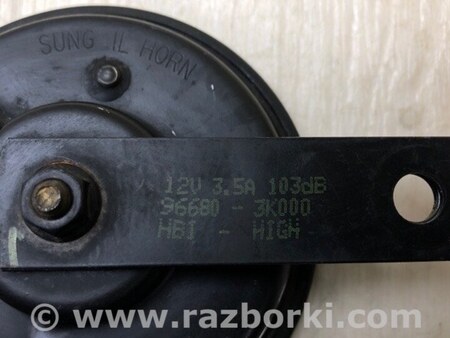 SUNG IL HORN
12V 3.5A 103dB
96680 - 3K000
HBI - HIGH
© www.razborki.com